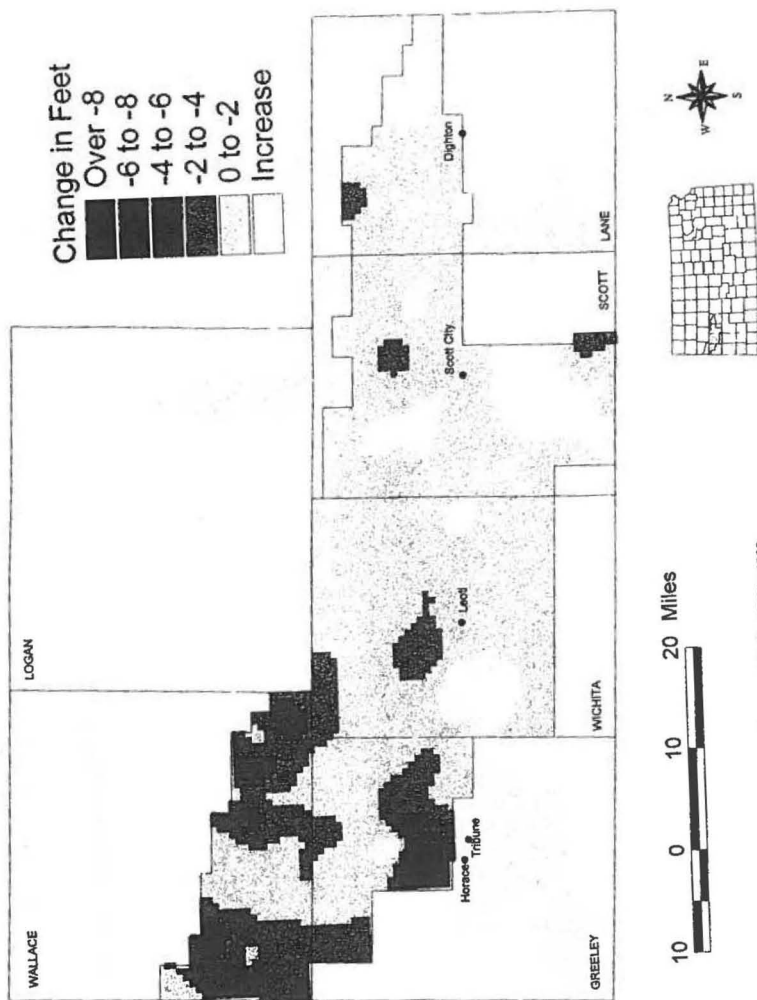 Change in Feet
Over -8
-6 to -8
-4 to -6
-2 to -4
0 to -2
Increase
WALLACE
LOGAN
GREELEY
WICHITA
SCOTT
LANE
Horace
Tribune
Leoti
Scott City
Dighton
N
W
E
S
10
0
10
20 Miles